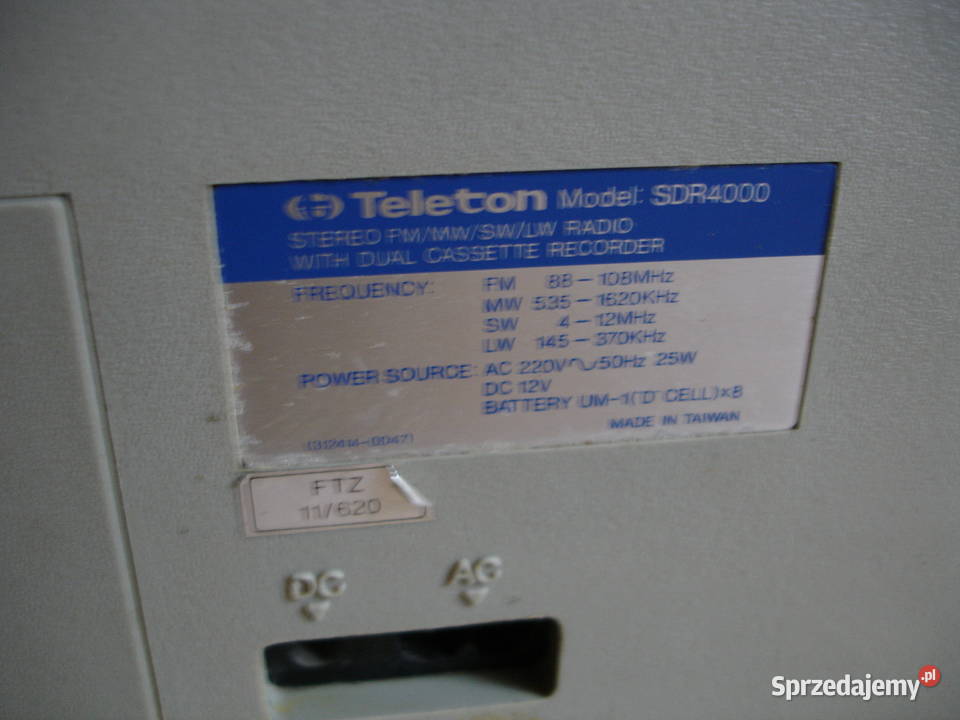 Teleton Model: SDR4000
STEREO FM/MW/SW/LW RADIO
WITH DUAL CASSETTE RECORDER
FREQUENCY: FM 88-108MHz
MW 535-1620KHz
SW 4-12MHz
LW 145-370KHz
POWER SOURCE: AC 220V~50Hz 25W
DC 12V
BATTERY UM-1("D" CELL)×8
MADE IN TAIWAN
FTZ
11/620
DC AC
Sprzedajemy.pl